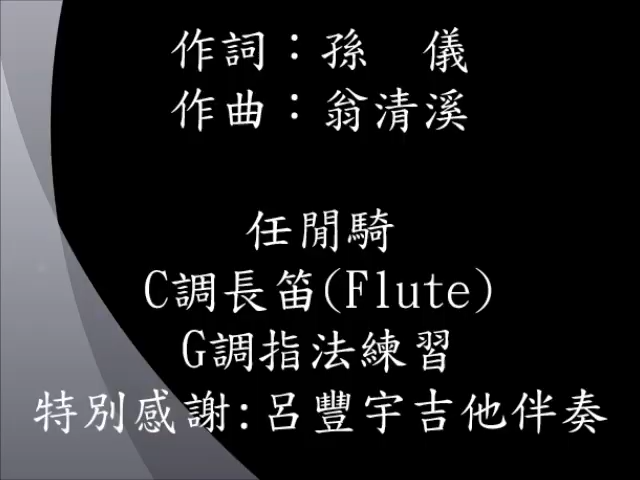 作詞：孫　儀
作曲：翁清溪
任閒騎
C調長笛(Flute)
G調指法練習
特別感謝:呂豐宇吉他伴奏